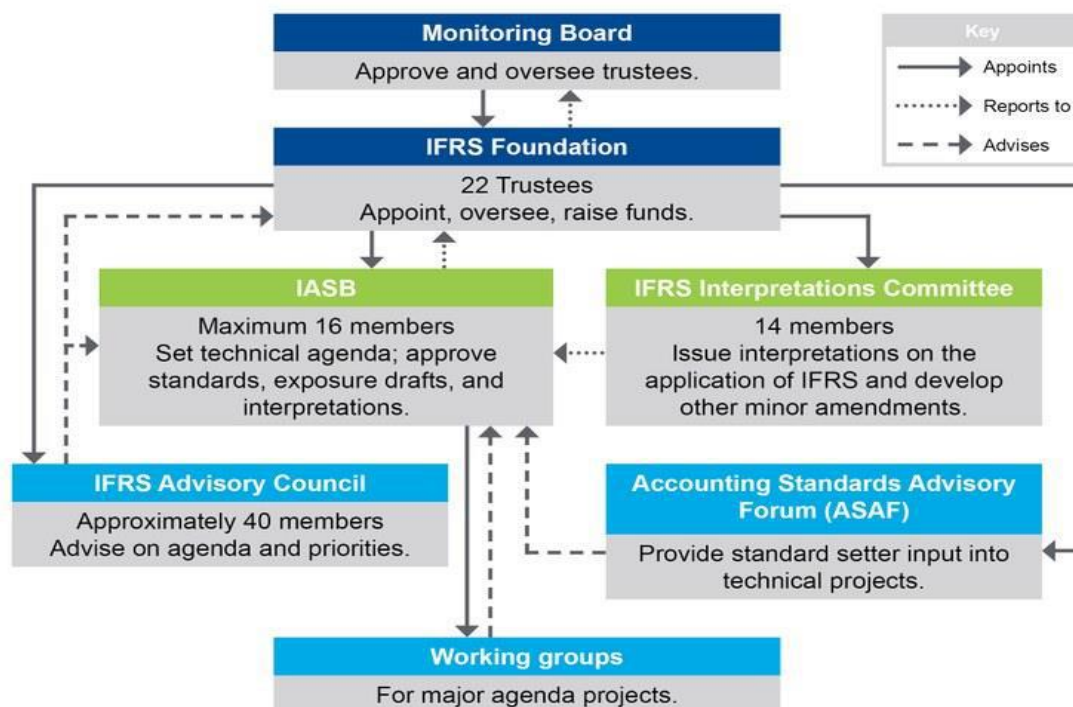 Monitoring Board
Approve and oversee trustees.
Key
Appoints
Reports to
Advises
IFRS Foundation
22 Trustees
Appoint, oversee, raise funds.
IASB
Maximum 16 members
Set technical agenda; approve
standards, exposure drafts, and
interpretations.
IFRS Interpretations Committee
14 members
Issue interpretations on the
application of IFRS and develop
other minor amendments.
IFRS Advisory Council
Approximately 40 members
Advise on agenda and priorities.
Accounting Standards Advisory
Forum (ASAF)
Provide standard setter input into
technical projects.
Working groups
For major agenda projects.